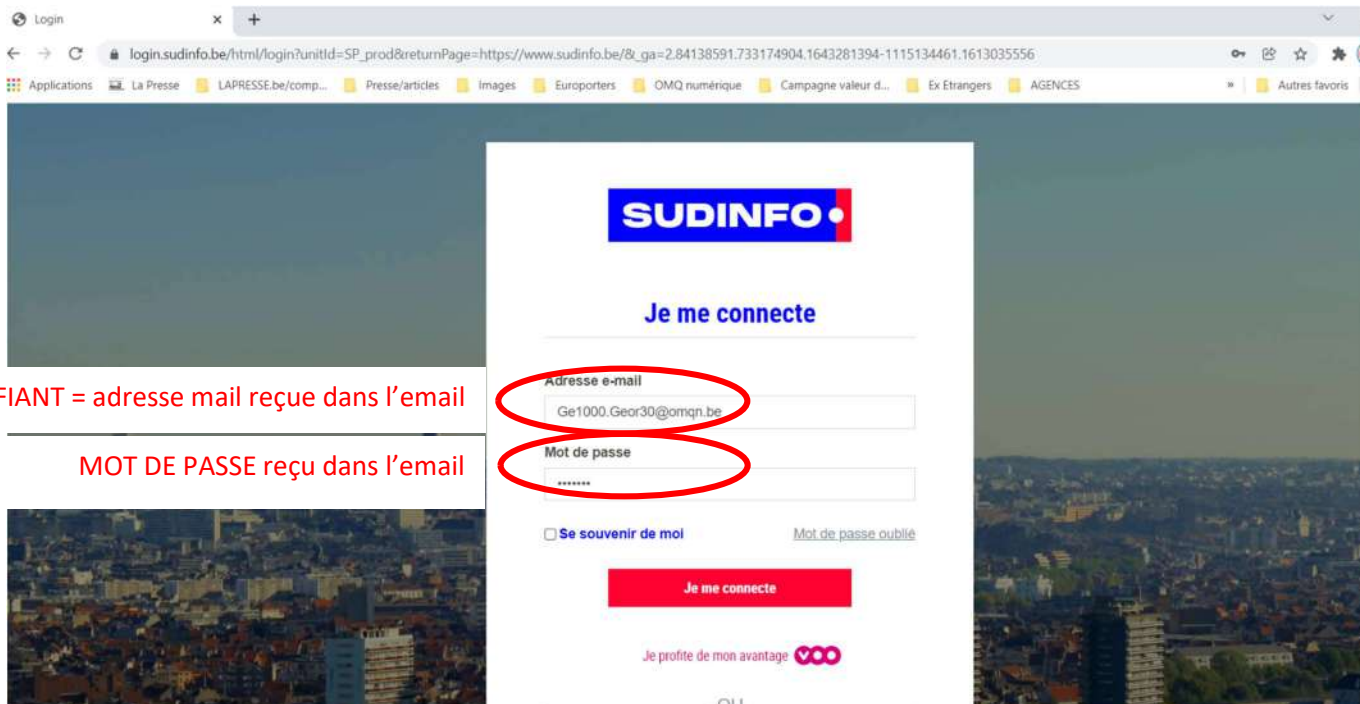 Login
login.sudinfo.be/html/login?unitId=SP_prod&returnPage=https://www.sudinfo.be/&_ga=2.84138591.733174904.1643281394-1115134461.1613035556
Applications La Presse LAPRESSE.be/comp... Presse/articles Images Europorters OMQ numérique Campagne valeur d... Ex Etrangers AGENCES » Autres favoris
SUDINFO
Je me connecte
FIANT = adresse mail reçue dans l’email
Adresse e-mail
Ge1000.Geor30@omqn.be
MOT DE PASSE reçu dans l’email
Mot de passe
•••••••
Se souvenir de moi Mot de passe oublié
Je me connecte
Je profite de mon avantage VOO
OU